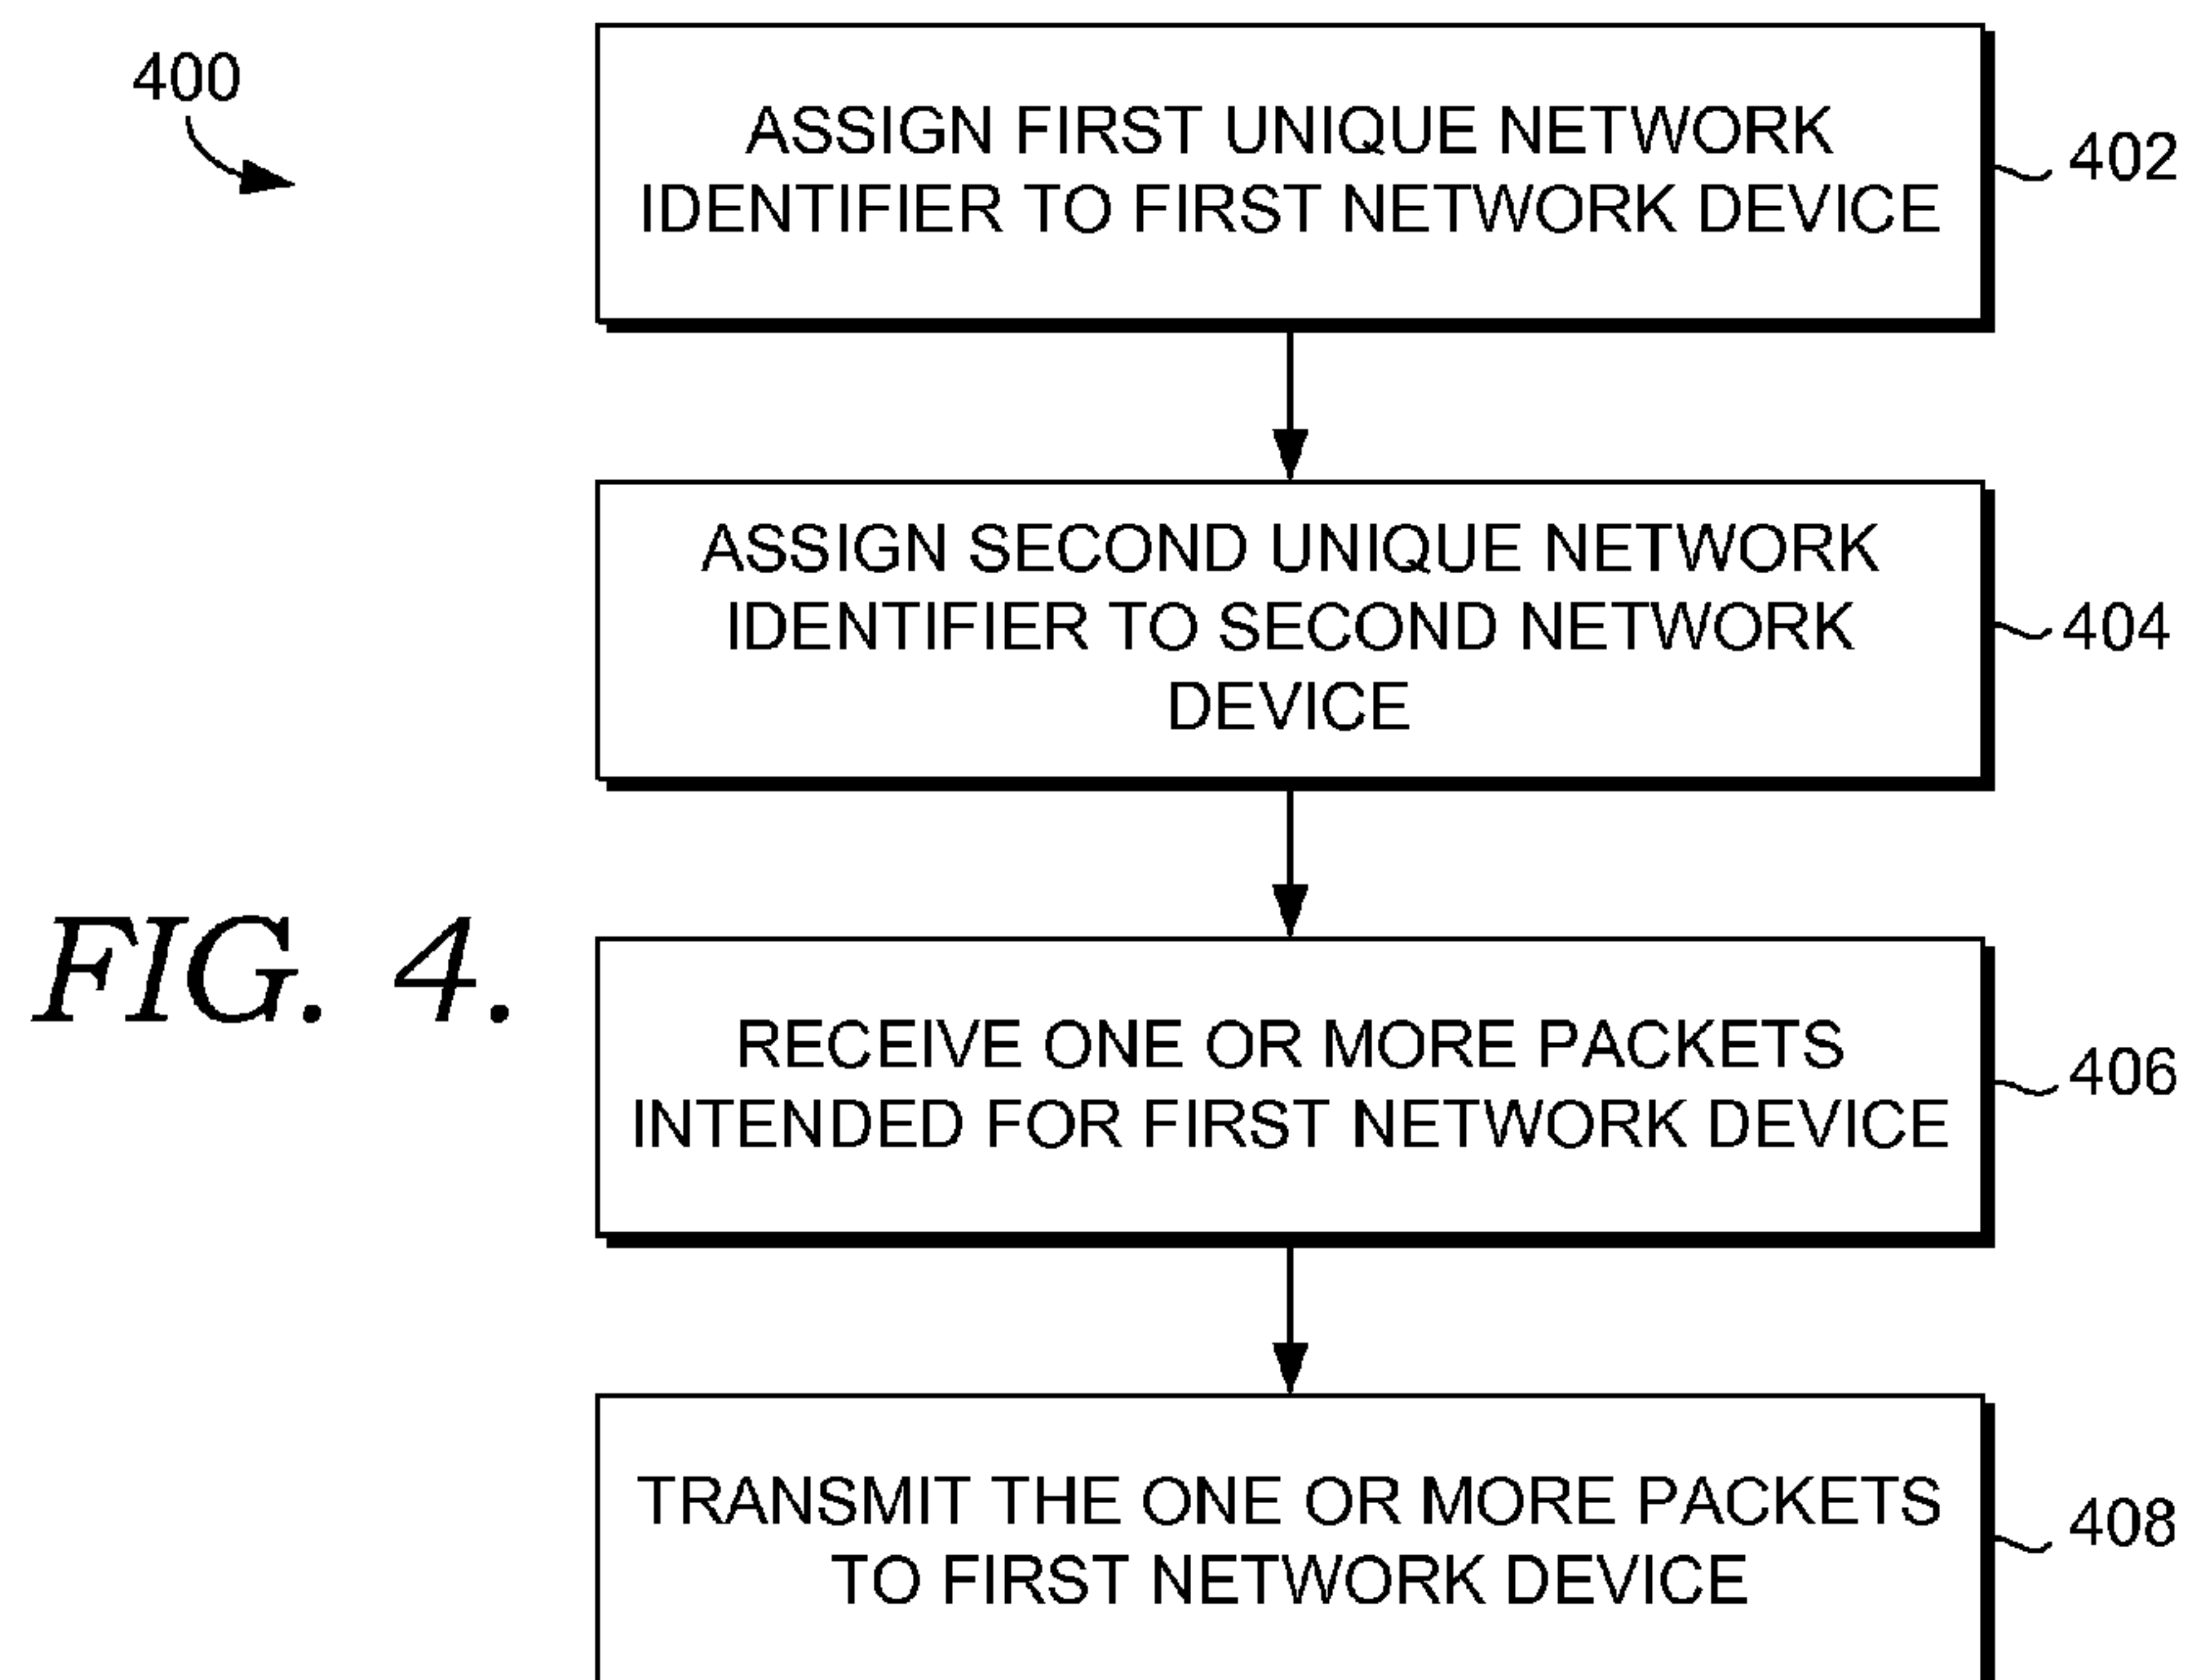 400
ASSIGN FIRST UNIQUE NETWORK
IDENTIFIER TO FIRST NETWORK DEVICE
402
ASSIGN SECOND UNIQUE NETWORK
IDENTIFIER TO SECOND NETWORK
DEVICE
404
FIG. 4.
RECEIVE ONE OR MORE PACKETS
INTENDED FOR FIRST NETWORK DEVICE
406
TRANSMIT THE ONE OR MORE PACKETS
TO FIRST NETWORK DEVICE
408